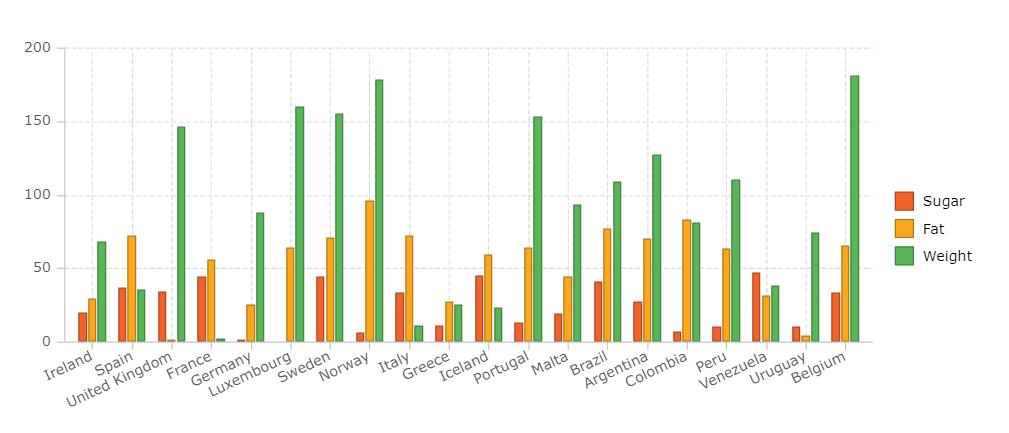 200
150
100
50
0
Ireland
Spain
United Kingdom
France
Germany
Luxembourg
Sweden
Norway
Italy
Greece
Iceland
Portugal
Malta
Brazil
Argentina
Colombia
Peru
Venezuela
Uruguay
Belgium
Sugar
Fat
Weight